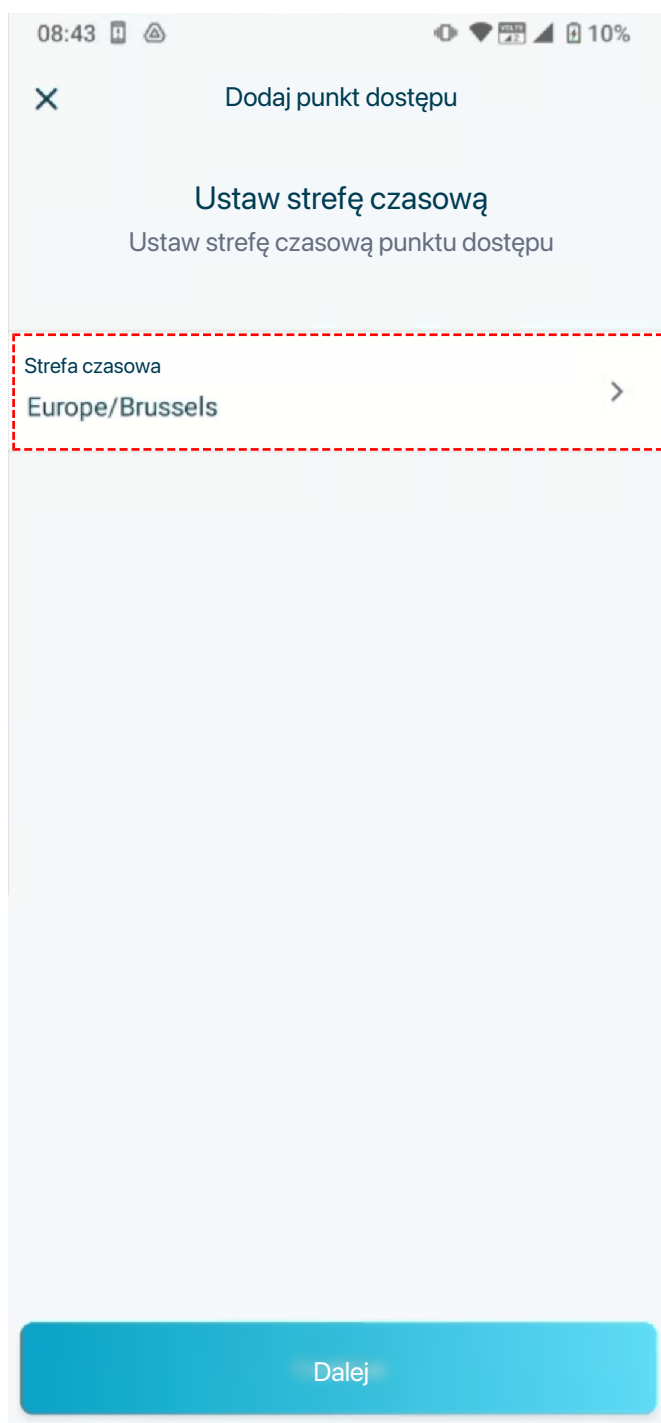 08:43
10%
Dodaj punkt dostępu
Ustaw strefę czasową
Ustaw strefę czasową punktu dostępu
Strefa czasowa
Europe/Brussels
Dalej